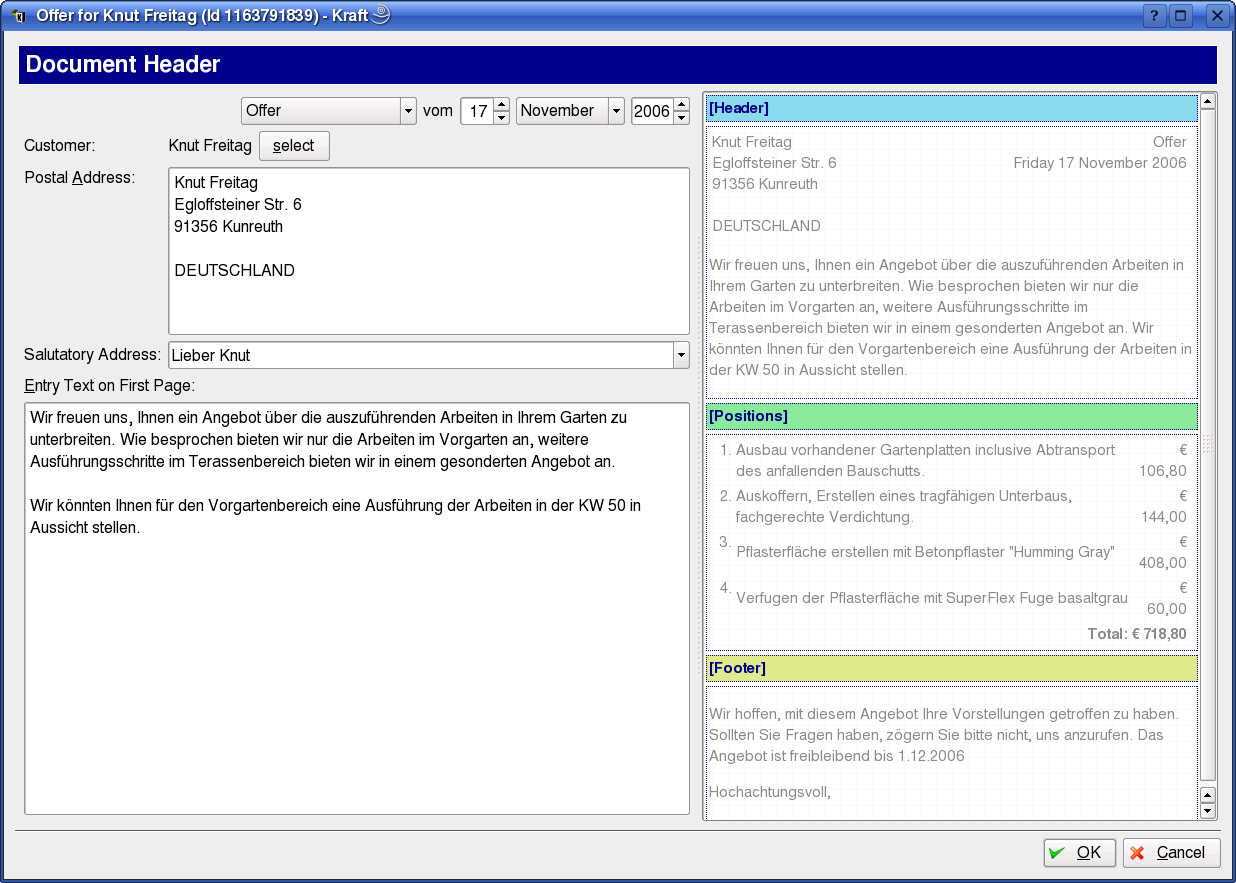 Offer for Knut Freitag (Id 1163791839) - Kraft
?
Document Header
Offer vom 17 November 2006
Customer: Knut Freitag select
Postal Address:
Knut Freitag
Egloffsteiner Str. 6
91356 Kunreuth
DEUTSCHLAND
Salutatory Address: Lieber Knut
Entry Text on First Page:
Wir freuen uns, Ihnen ein Angebot über die auszuführenden Arbeiten in Ihrem Garten zu
unterbreiten. Wie besprochen bieten wir nur die Arbeiten im Vorgarten an, weitere
Ausführungsschritte im Terassenbereich bieten wir in einem gesonderten Angebot an.
Wir könnten Ihnen für den Vorgartenbereich eine Ausführung der Arbeiten in der KW 50 in
Aussicht stellen.
[Header]
Knut Freitag Offer
Egloffsteiner Str. 6 Friday 17 November 2006
91356 Kunreuth
DEUTSCHLAND
Wir freuen uns, Ihnen ein Angebot über die auszuführenden Arbeiten in
Ihrem Garten zu unterbreiten. Wie besprochen bieten wir nur die
Arbeiten im Vorgarten an, weitere Ausführungsschritte im
Terassenbereich bieten wir in einem gesonderten Angebot an. Wir
könnten Ihnen für den Vorgartenbereich eine Ausführung der Arbeiten in
der KW 50 in Aussicht stellen.
[Positions]
1. Ausbau vorhandener Gartenplatten inclusive Abtransport €
des anfallenden Bauschutts. 106,80
2. Auskoffern, Erstellen eines tragfähigen Unterbaus, €
fachgerechte Verdichtung. 144,00
3. Pflasterfläche erstellen mit Betonpflaster "Humming Gray" €
408,00
4. Verfugen der Pflasterfläche mit SuperFlex Fuge basaltgrau €
60,00
Total: € 718,80
[Footer]
Wir hoffen, mit diesem Angebot Ihre Vorstellungen getroffen zu haben.
Sollten Sie Fragen haben, zögern Sie bitte nicht, uns anzurufen. Das
Angebot ist freibleibend bis 1.12.2006
Hochachtungsvoll,
OK Cancel